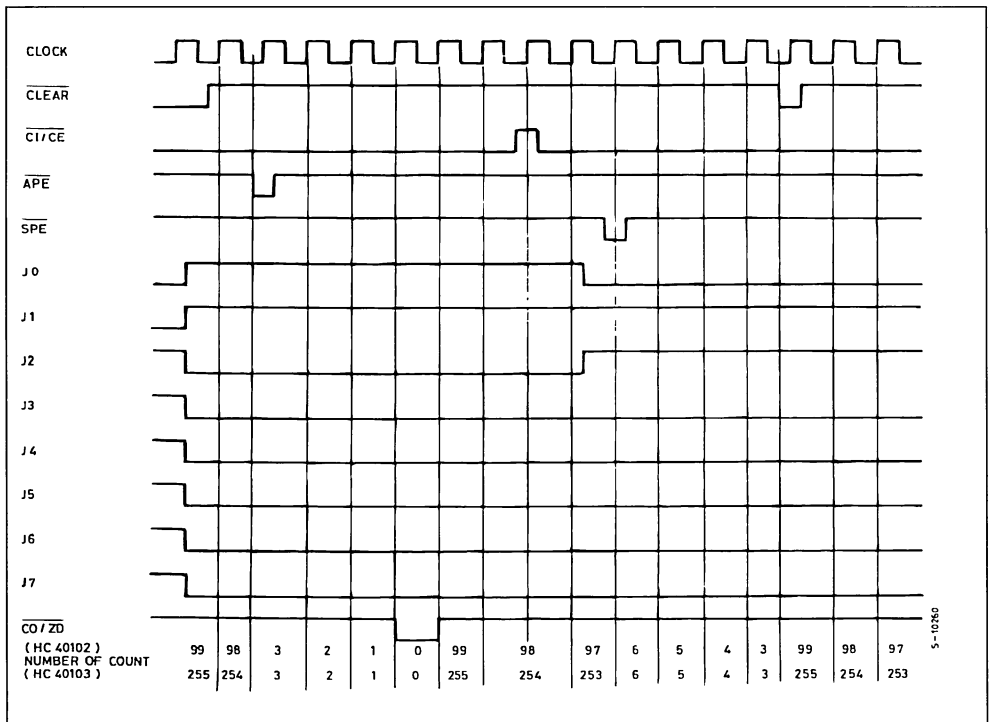 CLOCK
CLEAR
CI/CE
APE
SPE
J0
J1
J2
J3
J4
J5
J6
J7
CO/ZD
(HC 40102) 99 98 3 2 1 0 99 98 97 6 5 4 3 99 98 97
NUMBER OF COUNT
(HC 40103) 255 254 3 2 1 0 255 254 253 6 5 4 3 255 254 253
S-10260